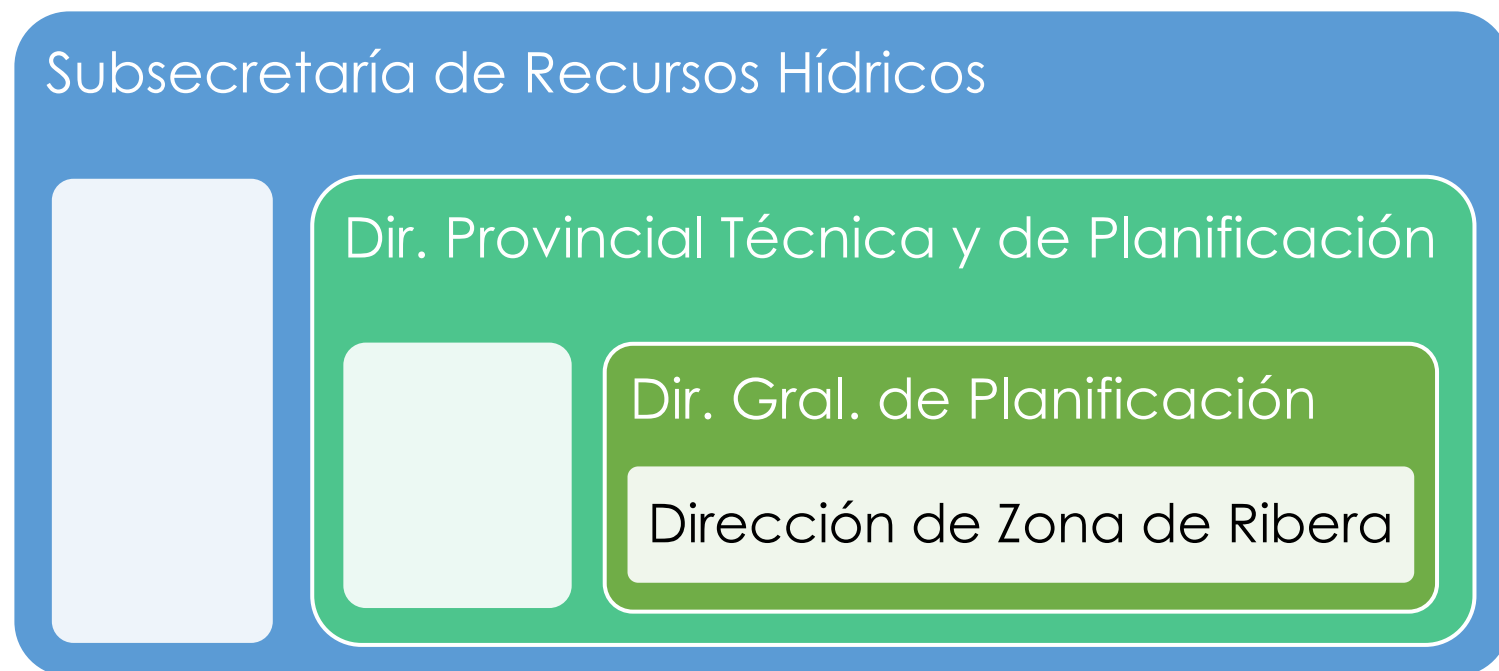 Subsecretaría de Recursos Hídricos
Dir. Provincial Técnica y de Planificación
Dir. Gral. de Planificación
Dirección de Zona de Ribera